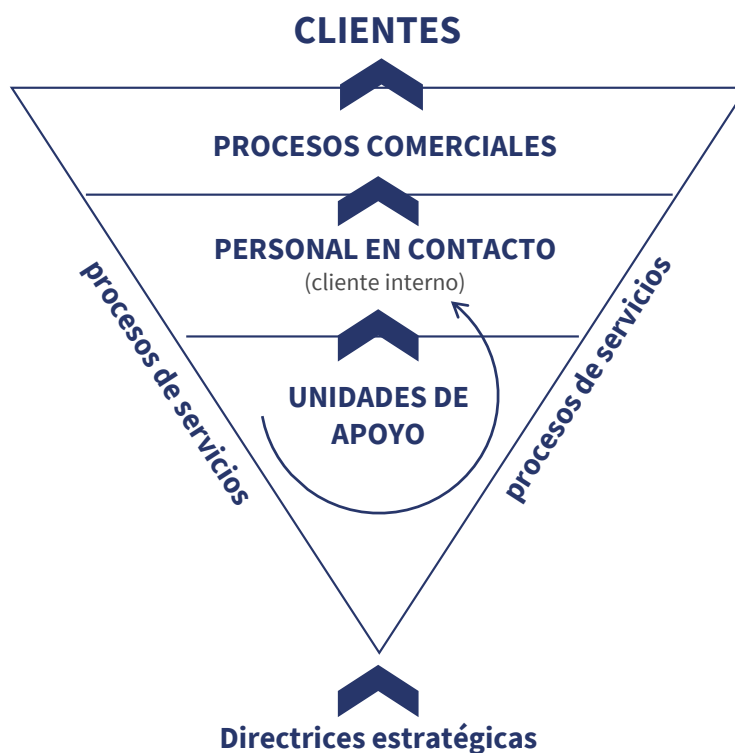 CLIENTES
PROCESOS COMERCIALES
PERSONAL EN CONTACTO
(cliente interno)
procesos de servicios
procesos de servicios
UNIDADES DE
APOYO
Directrices estratégicas